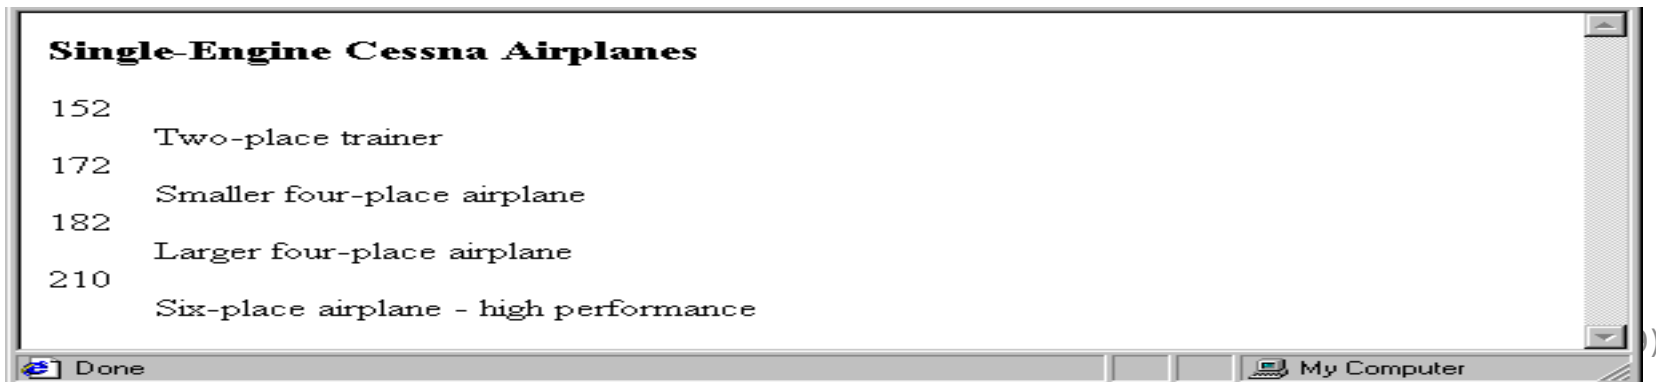 Single-Engine Cessna Airplanes
152
Two-place trainer
172
Smaller four-place airplane
182
Larger four-place airplane
210
Six-place airplane - high performance
)
Done
My Computer